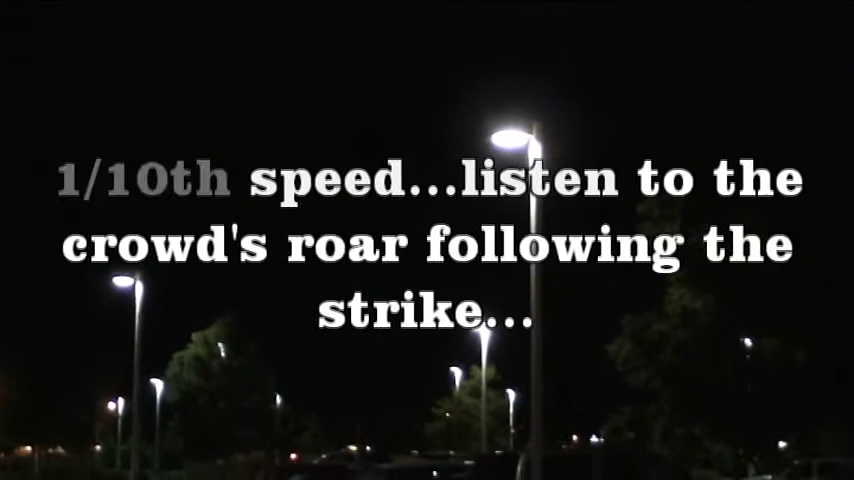 1/10th speed...listen to the
crowd's roar following the
strike...